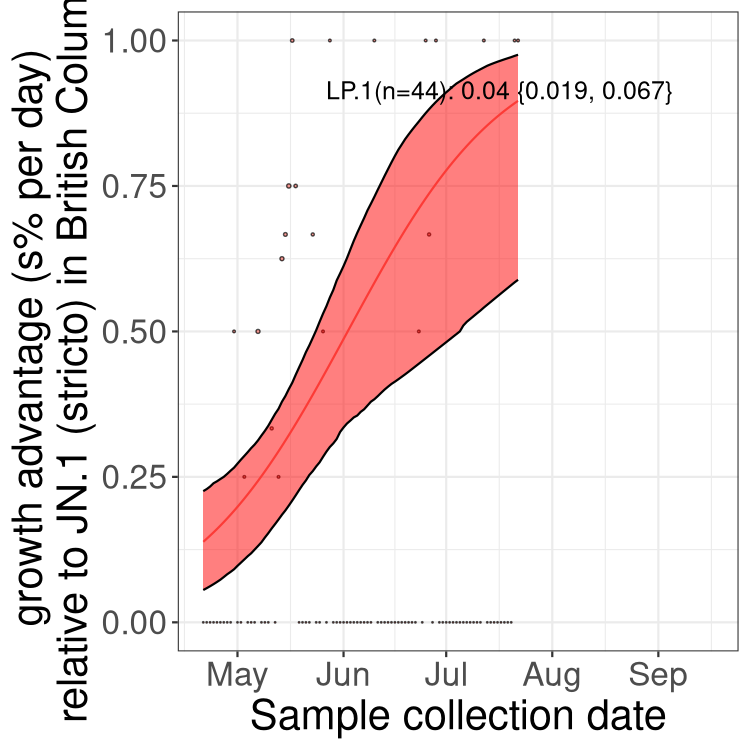 growth advantage (s% per day)
relative to JN.1 (stricto) in British Colum
1.00
0.75
0.50
0.25
0.00
LP.1(n=44): 0.04 {0.019, 0.067}
May Jun Jul Aug Sep
Sample collection date